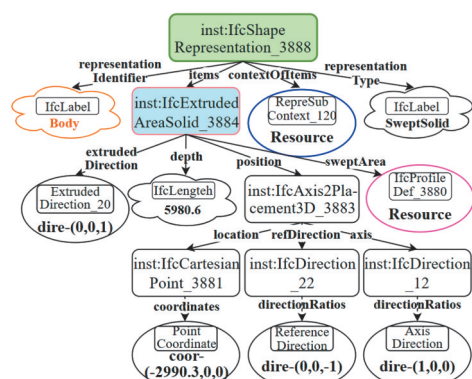 inst:IfcShape
Representation_3888
representation
Identifier
items
contextOfItems
representation
Type
IfcLabel
Body
inst:IfcExtruded
AreaSolid_3884
RepreSub
Context_120
Resource
IfcLabel
SweptSolid
extruded
Direction
depth
position
sweptArea
Extruded
Direction_20
dire-(0,0,1)
IfcLengteh
5980.6
inst:IfcAxis2Pla
cement3D_3883
IfcProfile
Def_3880
Resource
location
refDirection
axis
inst:IfcCartesian
Point_3881
inst:IfcDirection
_22
inst:IfcDirection
_12
coordinates
directionRatios
directionRatios
Point
Coordinate
coor-
(-2990.3,0,0)
Reference
Direction
dire-(0,0,-1)
Axis
Direction
dire-(1,0,0)